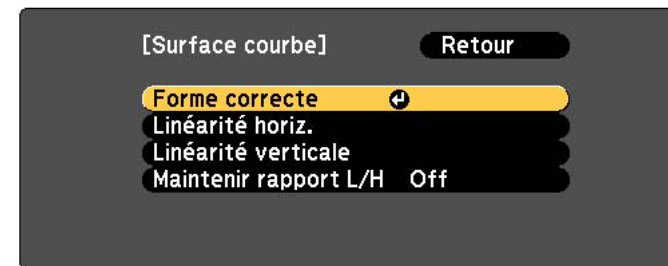 [Surface courbe] Retour
Forme correcte
Linéarité horiz.
Linéarité verticale
Maintenir rapport L/H Off